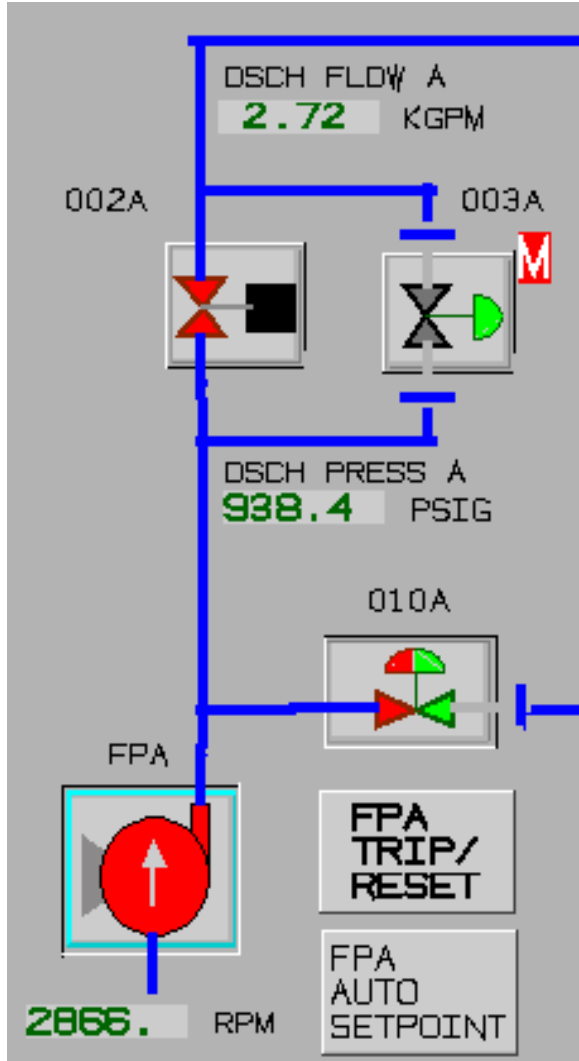 DSCH FLOW A
2.72 KGPM
002A 003A
M
DSCH PRESS A
938.4 PSIG
010A
FPA
FPA
TRIP/
RESET
FPA
AUTO
SETPOINT
2866. RPM